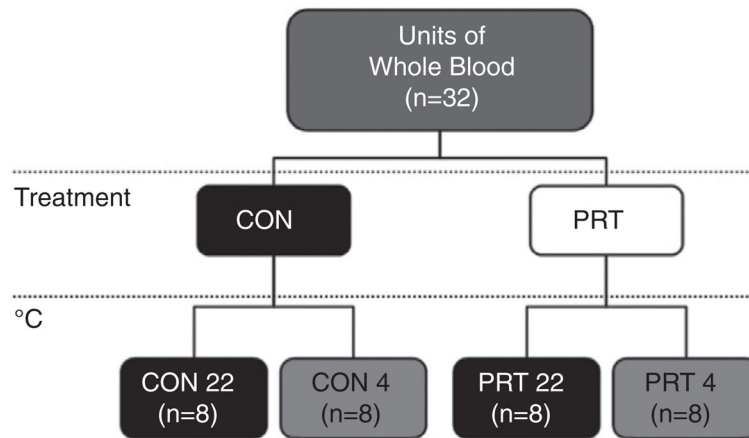 Units of
Whole Blood
(n=32)
Treatment
CON
PRT
°C
CON 22
(n=8)
CON 4
(n=8)
PRT 22
(n=8)
PRT 4
(n=8)